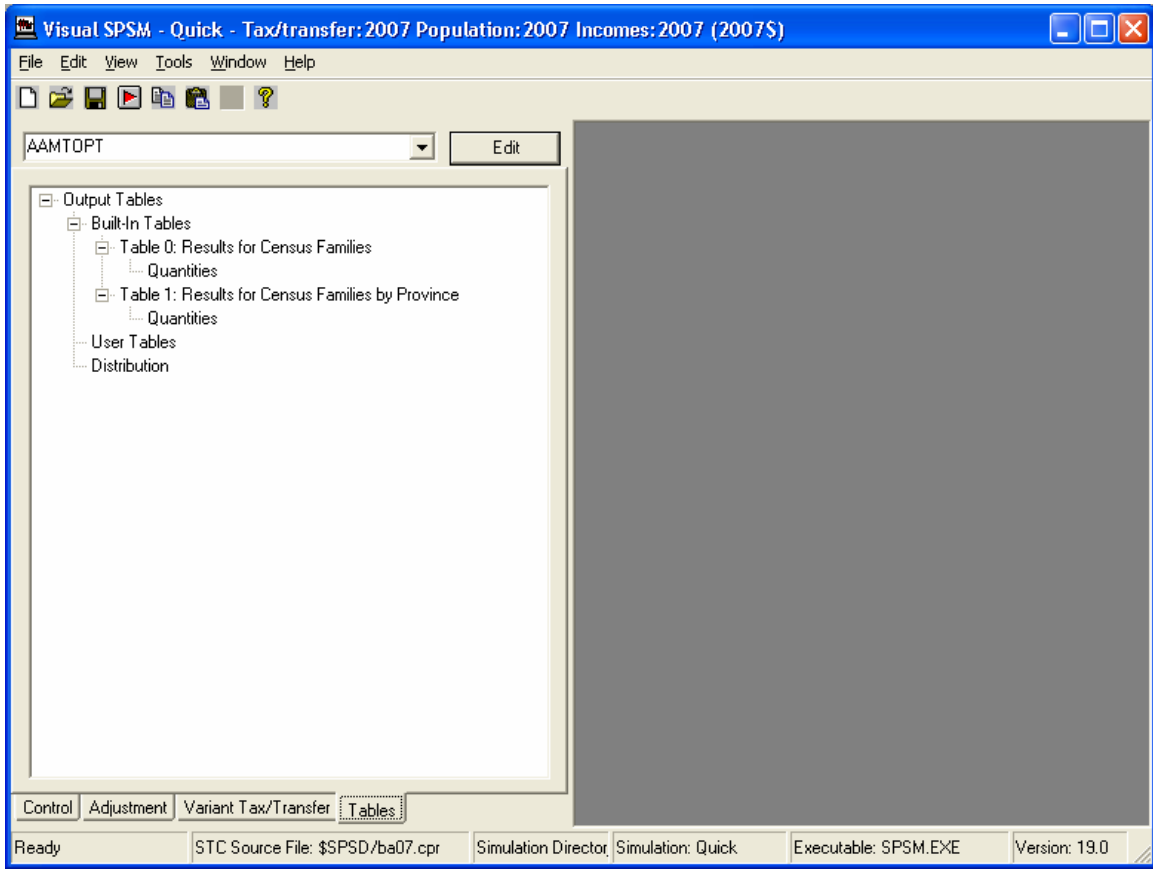 Visual SPSM - Quick - Tax/transfer:2007 Population:2007 Incomes:2007 (2007$)
File Edit View Tools Window Help
AAMTOPT
Edit
Output Tables
Built-In Tables
Table 0: Results for Census Families
Quantities
Table 1: Results for Census Families by Province
Quantities
User Tables
Distribution
Control Adjustment Variant Tax/Transfer Tables
Ready STC Source File: $SPSD/ba07.cpr Simulation Director Simulation: Quick Executable: SPSM.EXE Version: 19.0